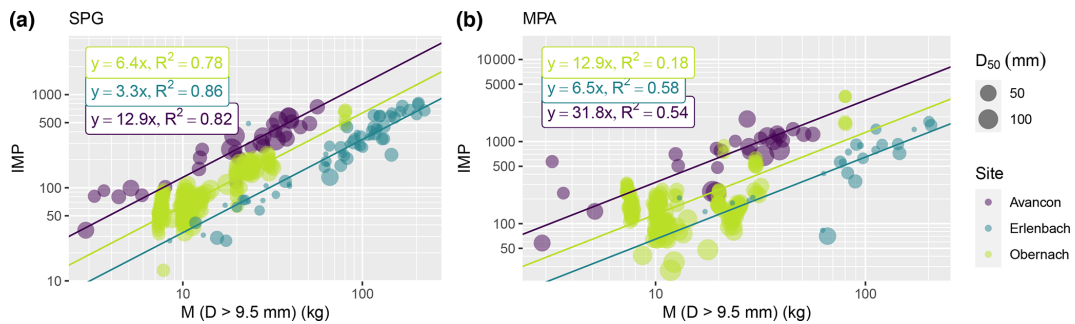 (a) SPG
y = 6.4x, R² = 0.78
y = 3.3x, R² = 0.86
y = 12.9x, R² = 0.82
IMP
1000
500
100
50
10
10 100
M (D > 9.5 mm) (kg)
(b) MPA
y = 12.9x, R² = 0.18
y = 6.5x, R² = 0.58
y = 31.8x, R² = 0.54
IMP
10000
5000
1000
500
100
50
10 100
M (D > 9.5 mm) (kg)
D₅₀ (mm)
50
100
Site
Avancon
Erlenbach
Obernach